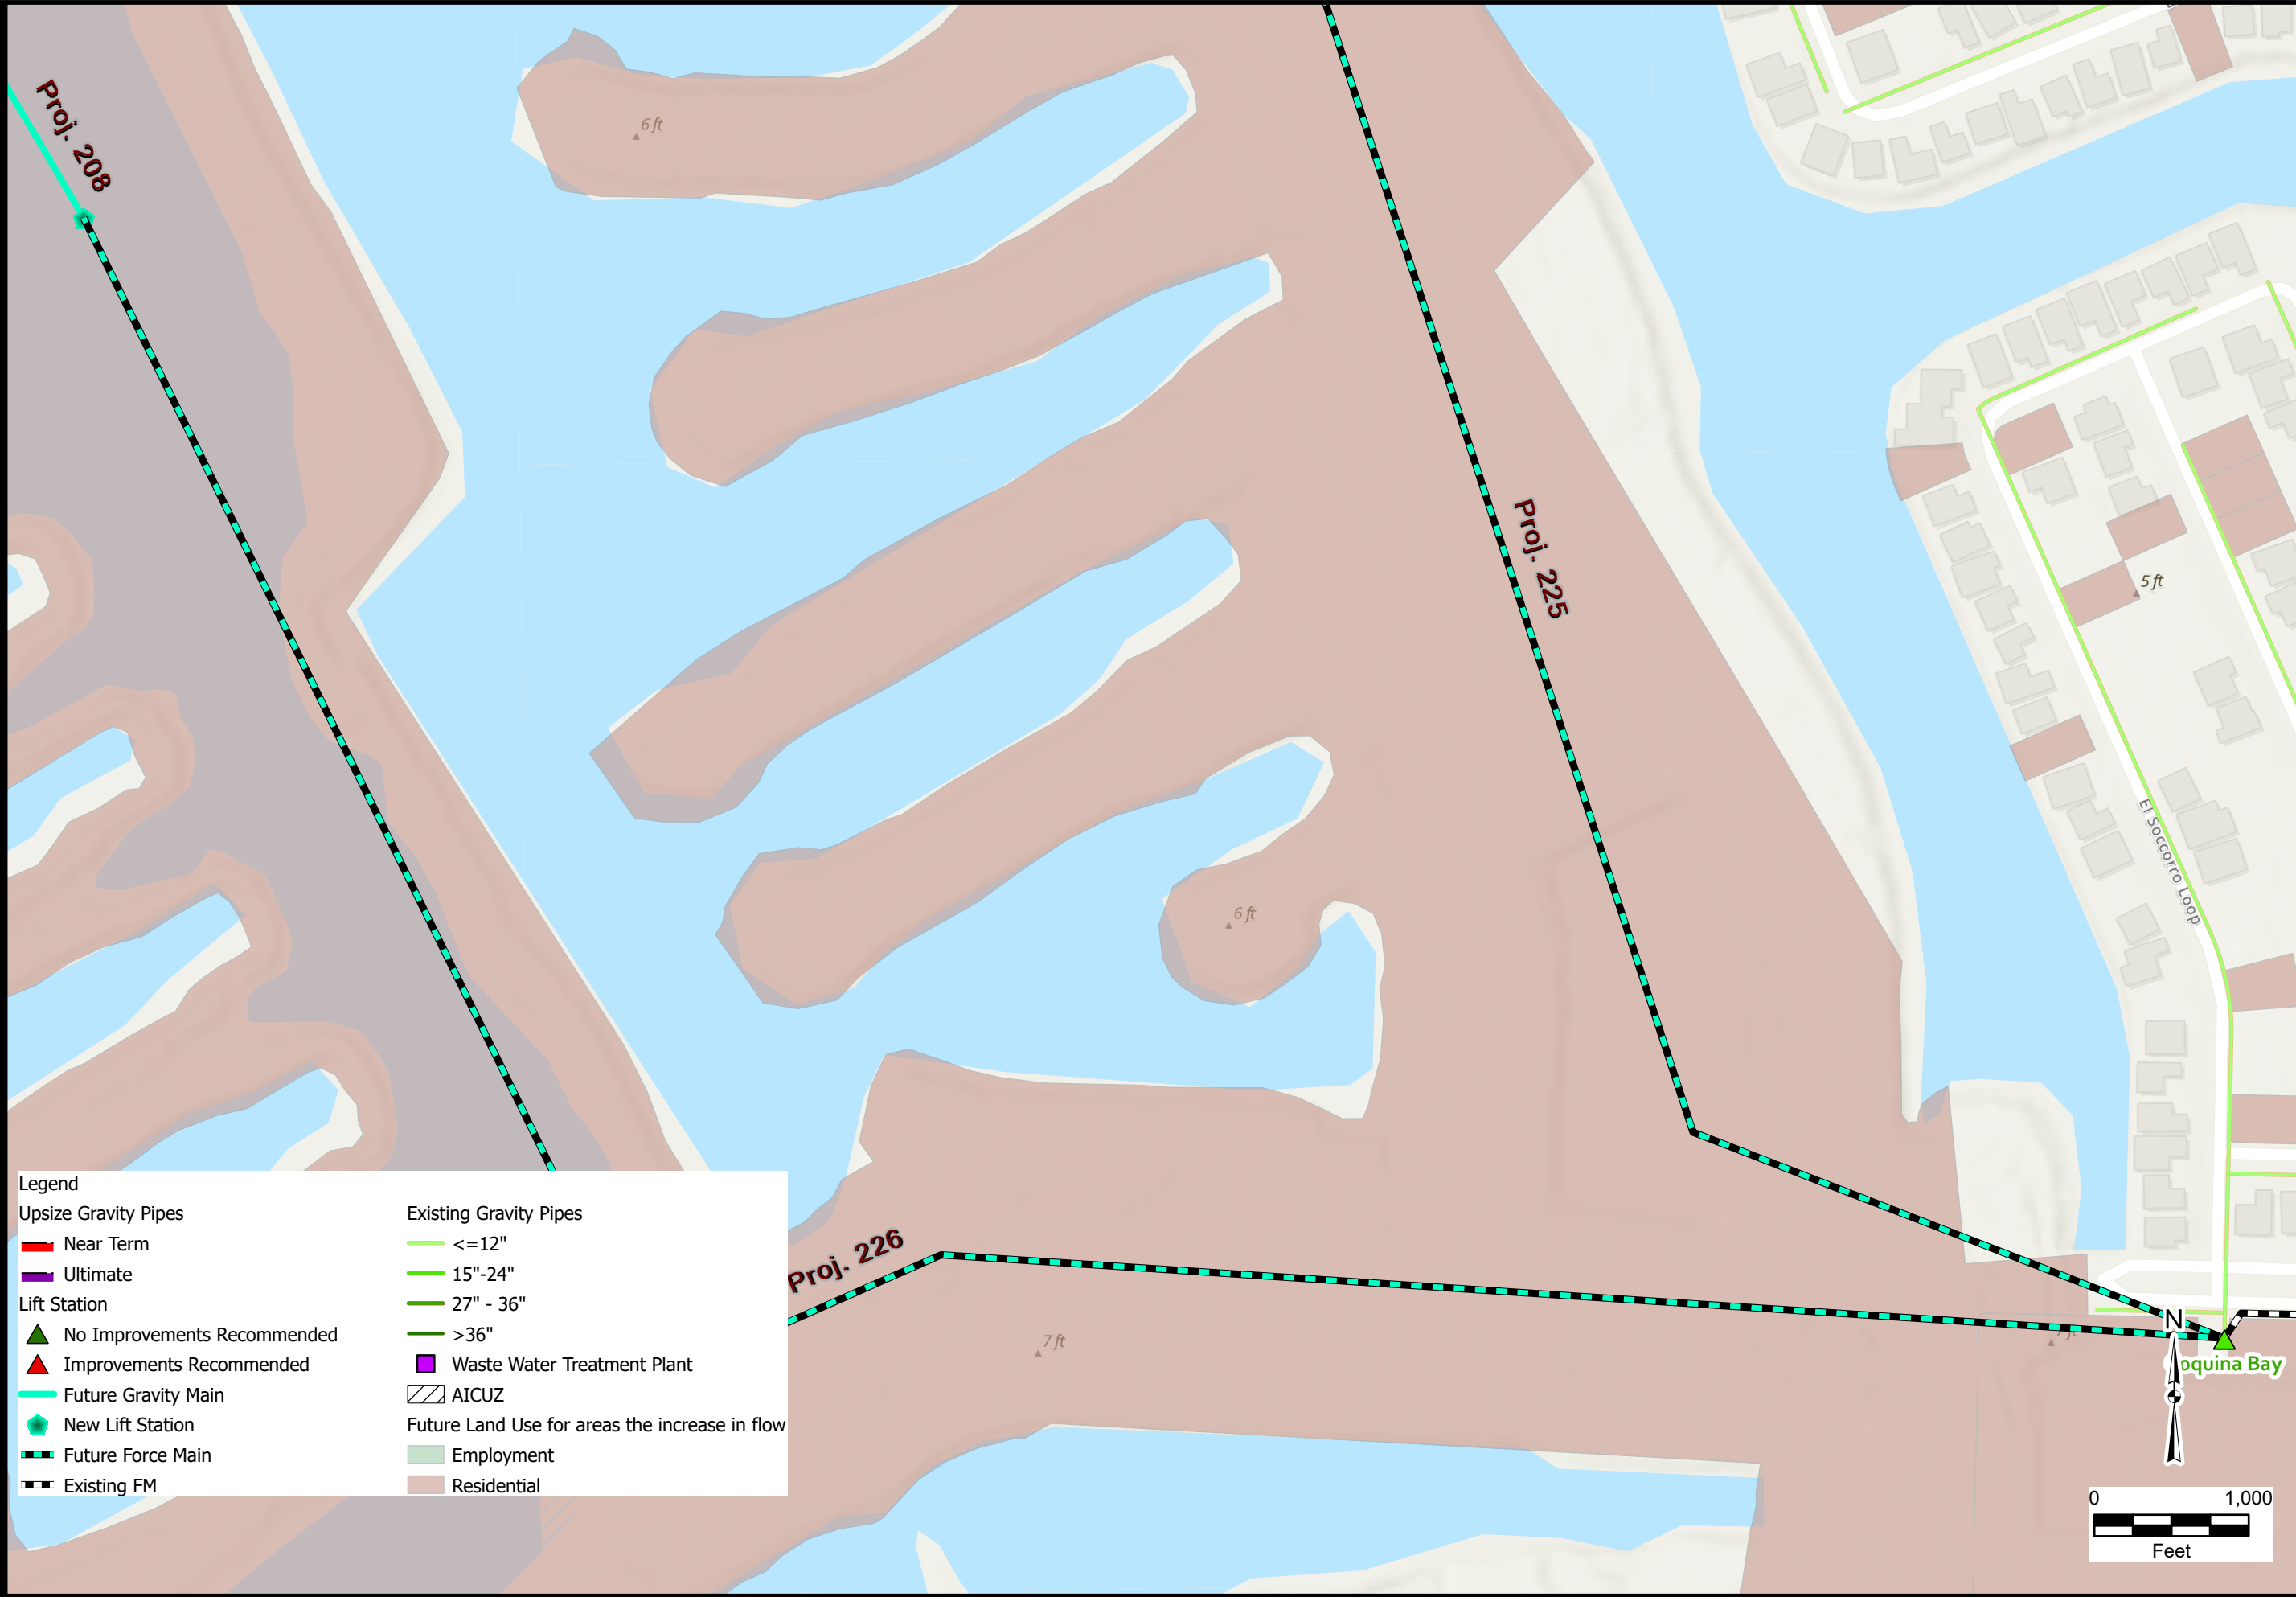 Proj. 208
6 ft
Proj. 225
5 ft
El Soccorro Loop
6 ft
Proj. 226
7 ft
7 ft
N
oquina Bay
Legend
Upsize Gravity Pipes
Near Term
Ultimate
Lift Station
No Improvements Recommended
Improvements Recommended
Future Gravity Main
New Lift Station
Future Force Main
Existing FM
Existing Gravity Pipes
<=12"
15"-24"
27" - 36"
>36"
Waste Water Treatment Plant
AICUZ
Future Land Use for areas the increase in flow
Employment
Residential
0 1,000
Feet